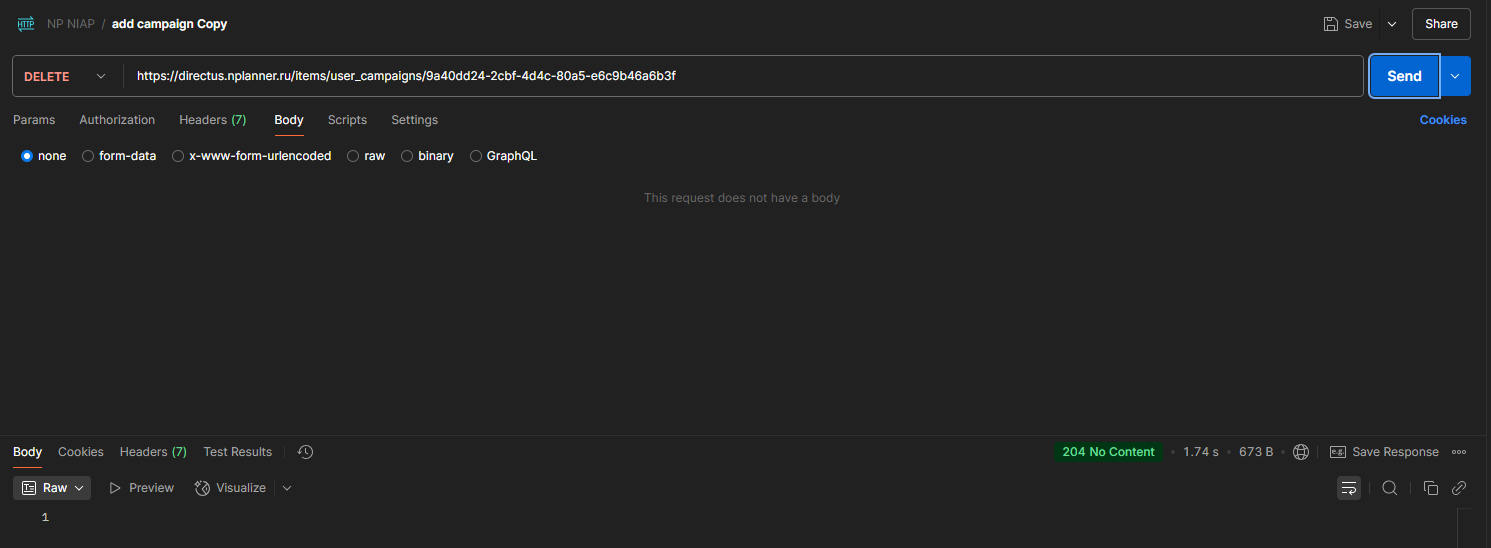 HTTP NP NIAP / add campaign Copy Save Share
DELETE https://directus.nplanner.ru/items/user_campaigns/9a40dd24-2cbf-4d4c-80a5-e6c9b46a6b3f Send
Params Authorization Headers (7) Body Scripts Settings Cookies
none form-data x-www-form-urlencoded raw binary GraphQL
This request does not have a body
Body Cookies Headers (7) Test Results 204 No Content • 1.74 s • 673 B • e.g. Save Response
Raw Preview Visualize
1